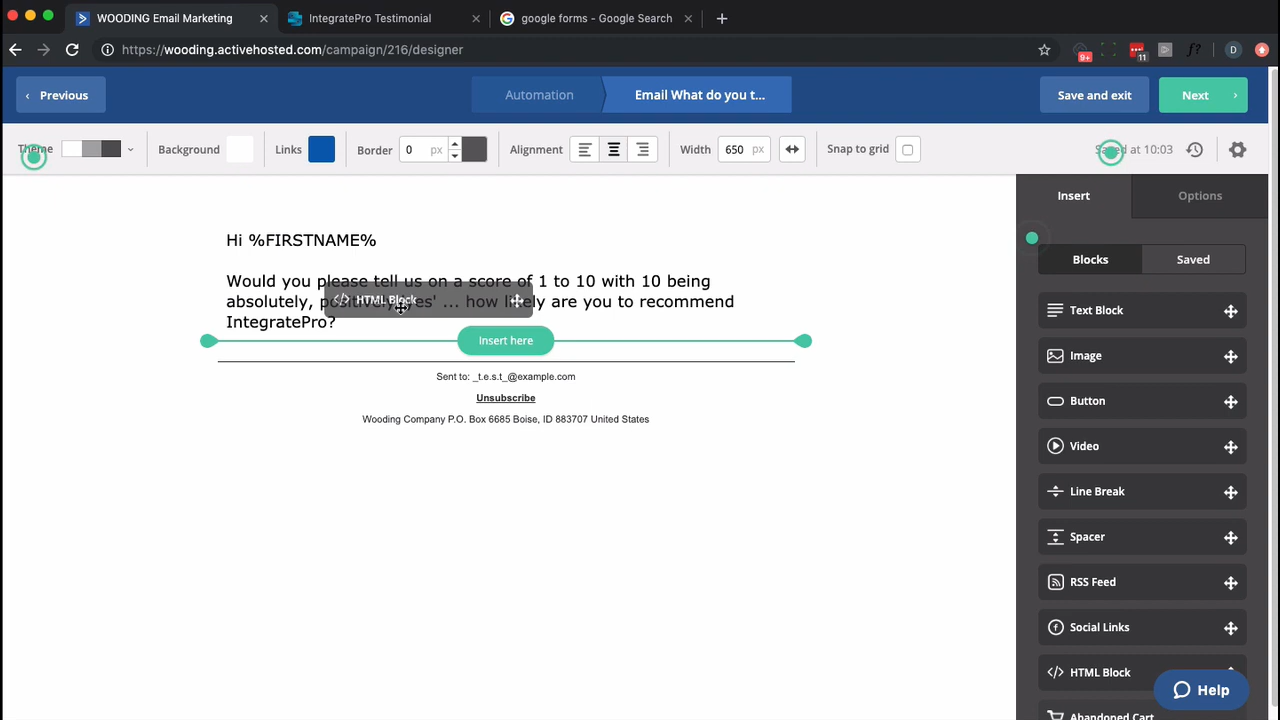 WOODING Email Marketing
IntegratePro Testimonial
google forms - Google Search
https://wooding.activehosted.com/campaign/216/designer
9+
11
f?
D
Previous
Automation
Email What do you t...
Save and exit
Next
Theme
Background
Links
Border
0
px
Alignment
Width
650 px
Snap to grid
Saved at 10:03
Insert
Options
Hi %FIRSTNAME%
Blocks
Saved
Would you please tell us on a score of 1 to 10 with 10 being
absolutely, positively, yes' ... how likely are you to recommend
IntegratePro?
HTML Block
Insert here
Sent to: _t.e.s.t_@example.com
Unsubscribe
Wooding Company P.O. Box 6685 Boise, ID 883707 United States
Text Block
Image
Button
Video
Line Break
Spacer
RSS Feed
Social Links
HTML Block
Abandoned Cart
Help